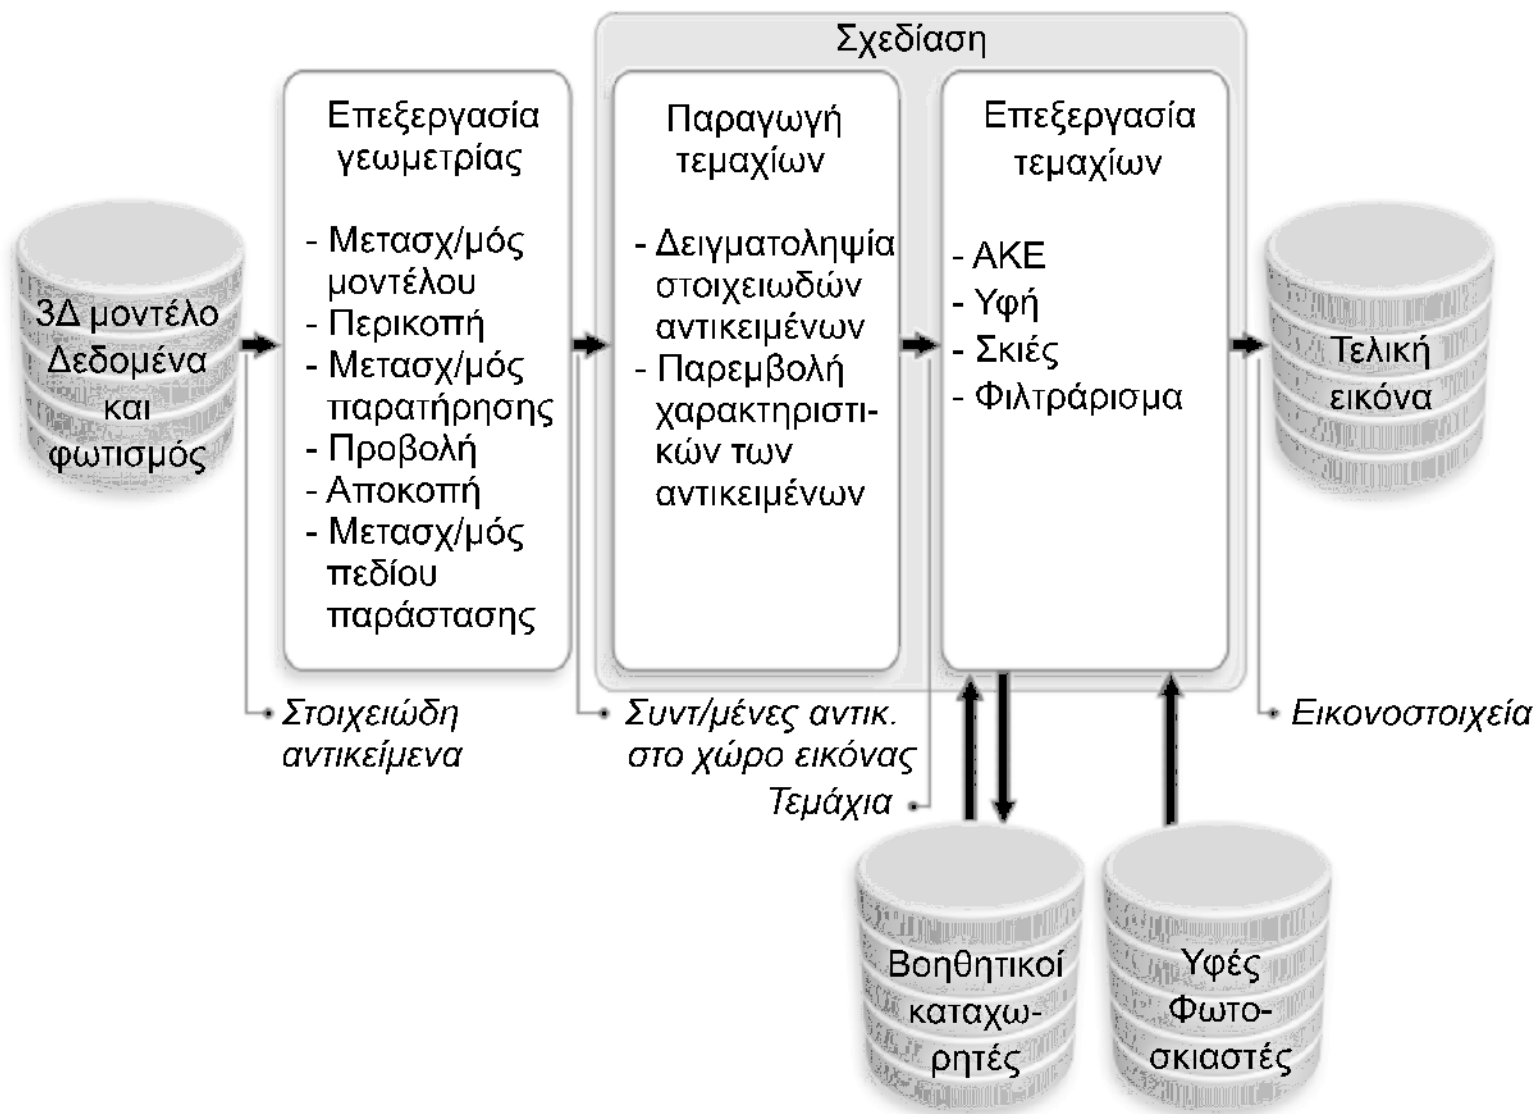 Σχεδίαση
3Δ μοντέλο
Δεδομένα
και
φωτισμός
Επεξεργασία
γεωμετρίας
- Μετασχ/μός
μοντέλου
- Περικοπή
- Μετασχ/μός
παρατήρησης
- Προβολή
- Αποκοπή
- Μετασχ/μός
πεδίου
παράστασης
Παραγωγή
τεμαχίων
- Δειγματοληψία
στοιχειωδών
αντικειμένων
- Παρεμβολή
χαρακτηριστι-
κών των
αντικειμένων
Επεξεργασία
τεμαχίων
- ΑΚΕ
- Υφή
- Σκιές
- Φιλτράρισμα
Τελική
εικόνα
Στοιχειώδη
αντικείμενα
Συντ/μένες αντικ.
στο χώρο εικόνας
Τεμάχια
Εικονοστοιχεία
Βοηθητικοί
καταχω-
ρητές
Υφές
Φωτο-
σκιαστές